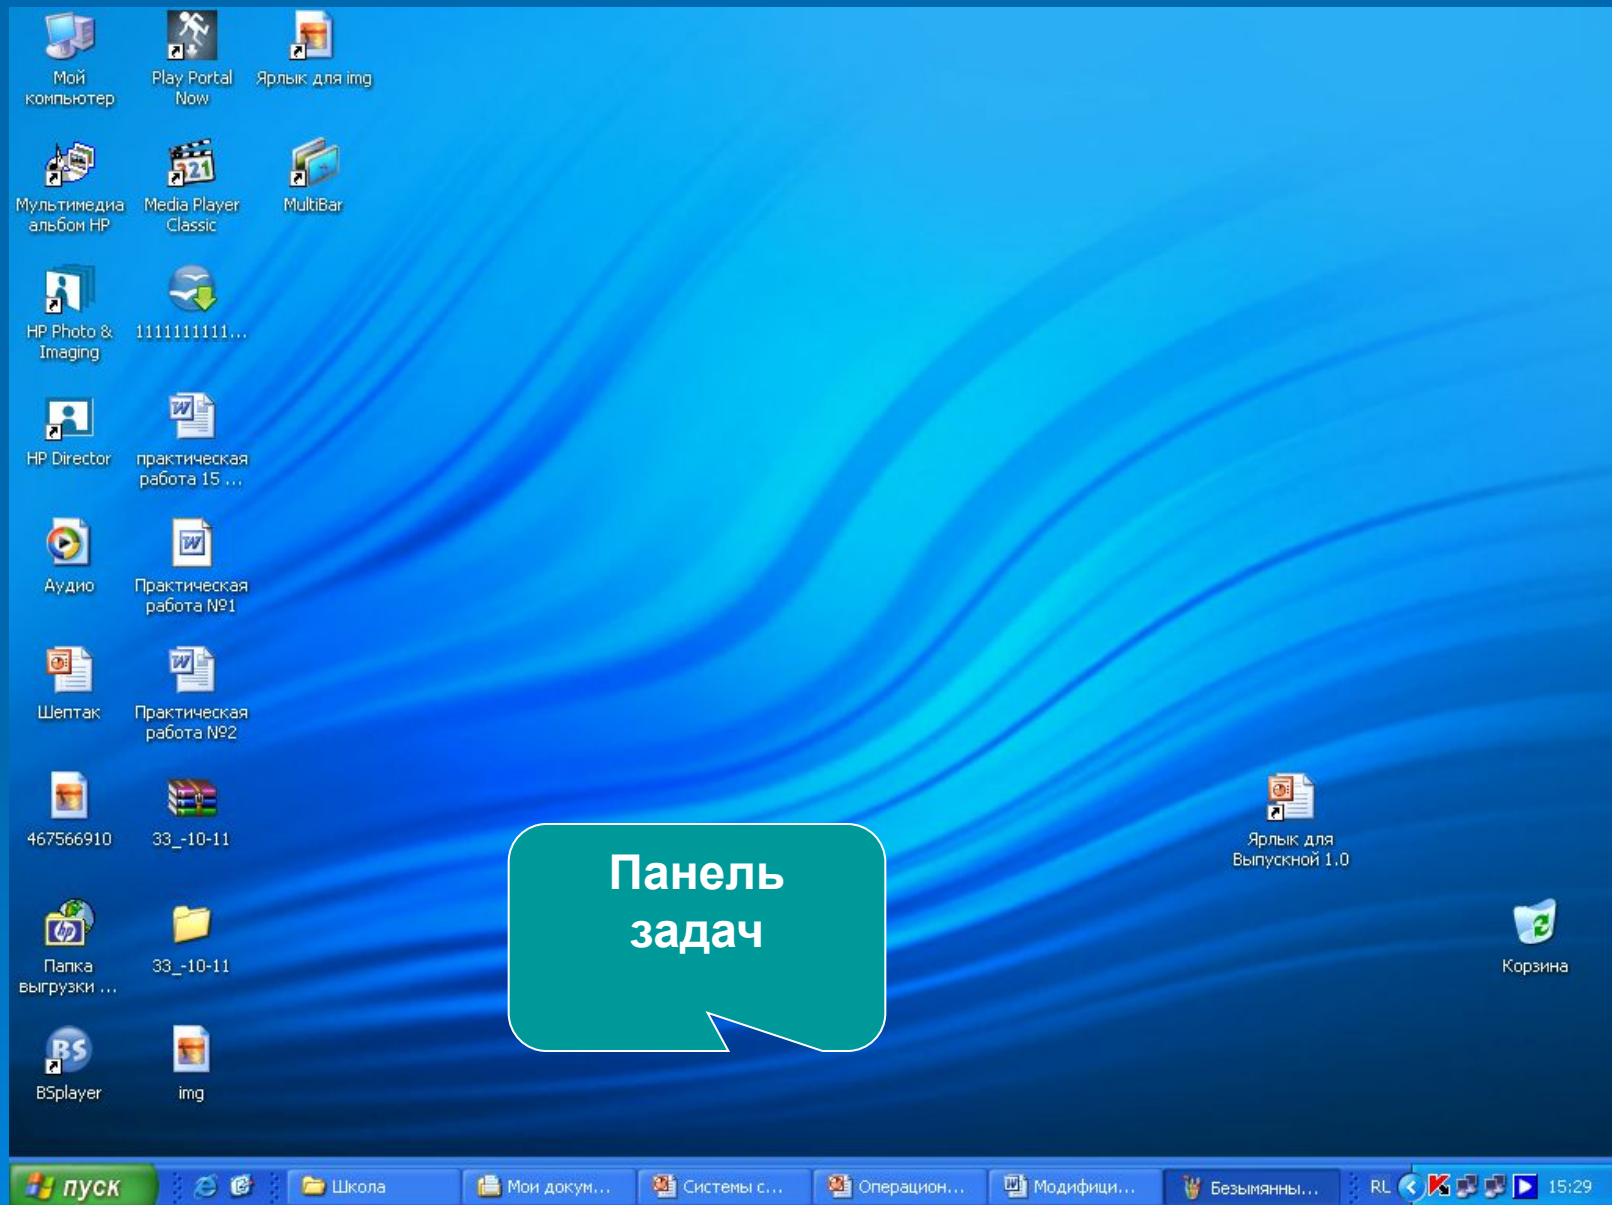 Мой
компьютер
Play Portal
Now
Ярлык для img
Мультимедиа
альбом HP
Media Player
Classic
MultiBar
HP Photo &
Imaging
1111111111...
HP Director
практическая
работа 15 ...
Аудио
Практическая
работа №1
Шептак
Практическая
работа №2
467566910
33_-10-11
Папка
выгрузки ...
33_-10-11
BSplayer
img
Панель
задач
Ярлык для
Выпускной 1.0
Корзина
пуск
Школа
Мои докум...
Системы с...
Операцион...
Модифици...
Безымянны...
RL
15:29